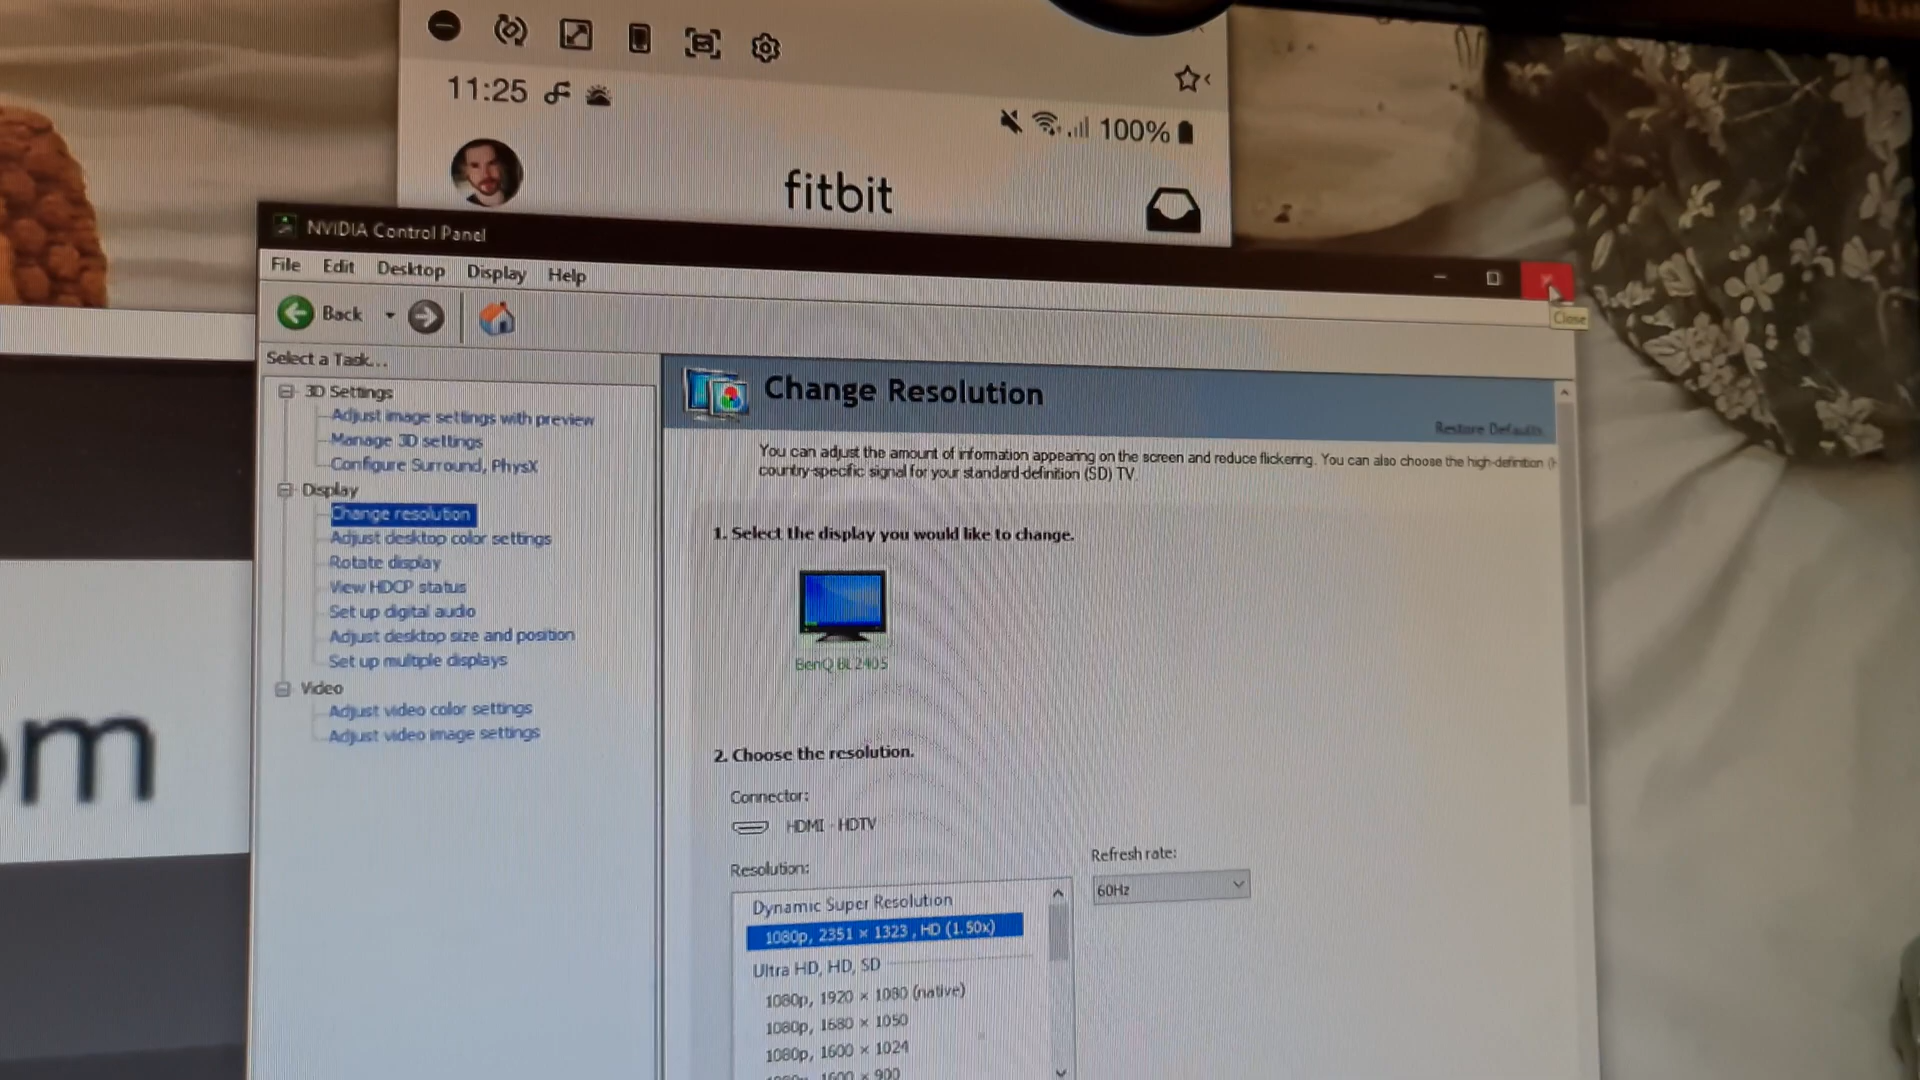 11:25
100%
fitbit
NVIDIA Control Panel
File Edit Desktop Display Help
Back
Close
Select a Task...
3D Settings
Adjust image settings with preview
Manage 3D settings
Configure Surround, PhysX
Display
Change resolution
Adjust desktop color settings
Rotate display
View HDCP status
Set up digital audio
Adjust desktop size and position
Set up multiple displays
Video
Adjust video color settings
Adjust video image settings
Change Resolution
Restore Defaults
You can adjust the amount of information appearing on the screen and reduce flickering. You can also choose the high-definition
country-specific signal for your standard-definition (SD) TV.
1. Select the display you would like to change.
BenQ BL2405
2. Choose the resolution.
Connector:
HDMI - HDTV
Resolution:
Refresh rate:
60Hz
Dynamic Super Resolution
1080p, 2351 × 1323 , HD (1.50x)
Ultra HD, HD, SD
1080p, 1920 × 1080 (native)
1080p, 1680 × 1050
1080p, 1600 × 1024
1600 × 900
om